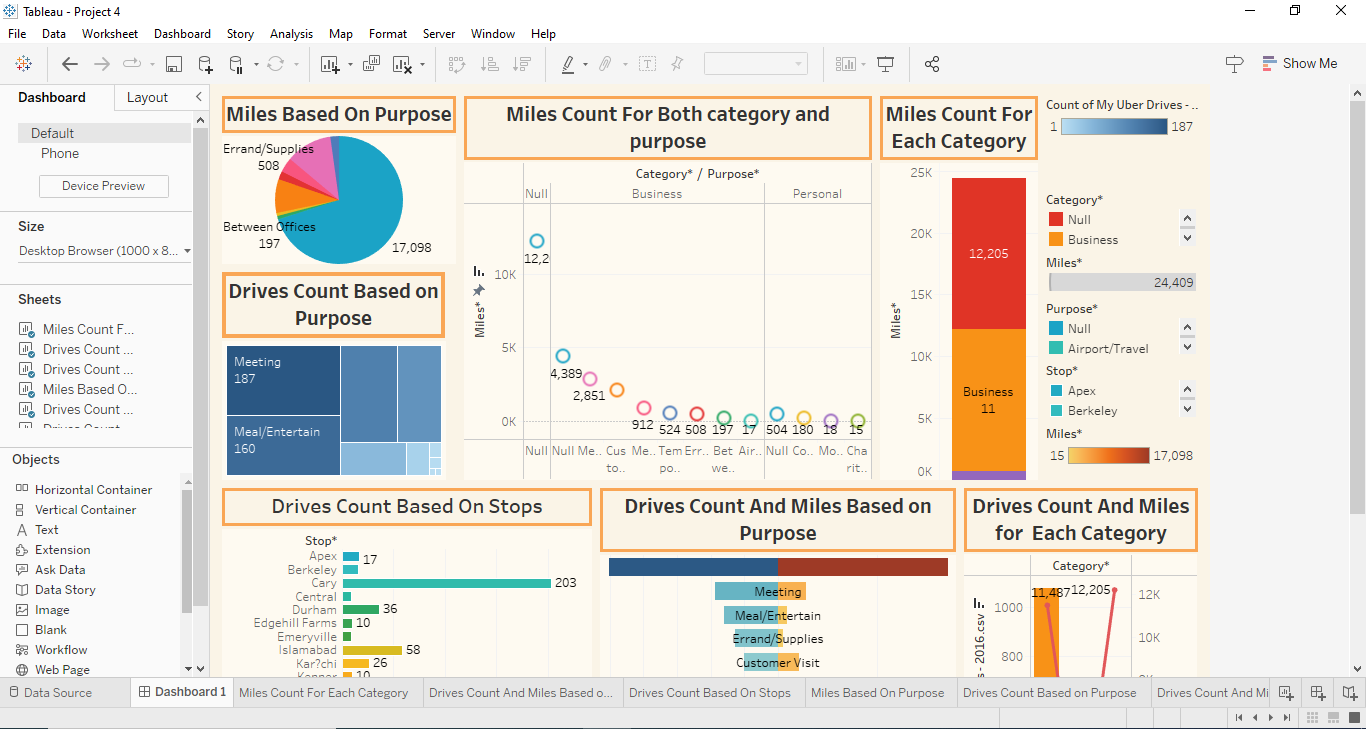 Tableau - Project 4
File Data Worksheet Dashboard Story Analysis Map Format Server Window Help
Show Me
Dashboard Layout
Default
Phone
Device Preview
Size
Desktop Browser (1000 x 8...
Sheets
Miles Count F...
Drives Count ...
Drives Count ...
Miles Based O...
Drives Count ...
Objects
Horizontal Container
Vertical Container
Text
Extension
Ask Data
Data Story
Image
Blank
Workflow
Web Page
Miles Based On Purpose
Errand/Supplies
508
Between Offices
197
17,098
Drives Count Based on
Purpose
Meeting
187
Meal/Entertain
160
Miles Count For Both category and
purpose
Category* / Purpose*
Null Business Personal
Miles*
10K
5K
0K
12,2
4,389
2,851
912 524 508 197 17 504 180 18 15
Null Null Me.. Cus Me.. Tem Err.. Bet Air.. Null Co.. Mo.. Cha
to.. po.. we.. rit..
Miles Count For
Each Category
25K
20K
15K
10K
5K
0K
Miles*
12,205
Business
11
Count of My Uber Drives - ..
1 187
Category*
Null
Business
Miles*
24,409
Purpose*
Null
Airport/Travel
Stop*
Apex
Berkeley
Miles*
15 17,098
Drives Count Based On Stops
Stop*
Apex 17
Berkeley
Cary 203
Central
Durham 36
Edgehill Farms 10
Emeryville
Islamabad 58
Kar?chi 26
Kenner 10
Drives Count And Miles Based on
Purpose
Meeting
Meal/Entertain
Errand/Supplies
Customer Visit
Drives Count And Miles
for Each Category
Category*
11,487 12,205
1000
800
s - 2016.csv
12K
10K
Data Source Dashboard 1 Miles Count For Each Category Drives Count And Miles Based o... Drives Count Based On Stops Miles Based On Purpose Drives Count Based on Purpose Drives Count And Mi